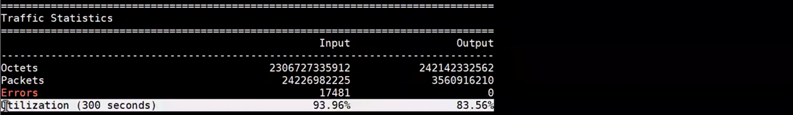 ===============================================================================
Traffic Statistics
===============================================================================
                                                   Input                 Output
-------------------------------------------------------------------------------
Octets                                     2306727335912           242142332562
Packets                                      24226982225             3560916210
Errors                                             17481                      0
Utilization (300 seconds)                         93.96%                 83.56%